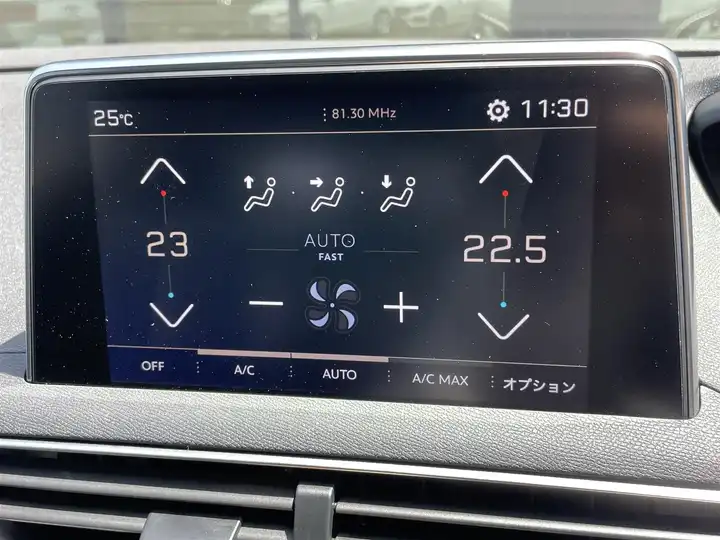 25°C 81.30 MHz 11:30
23 AUTO 22.5
FAST
OFF A/C AUTO A/C MAX オプション